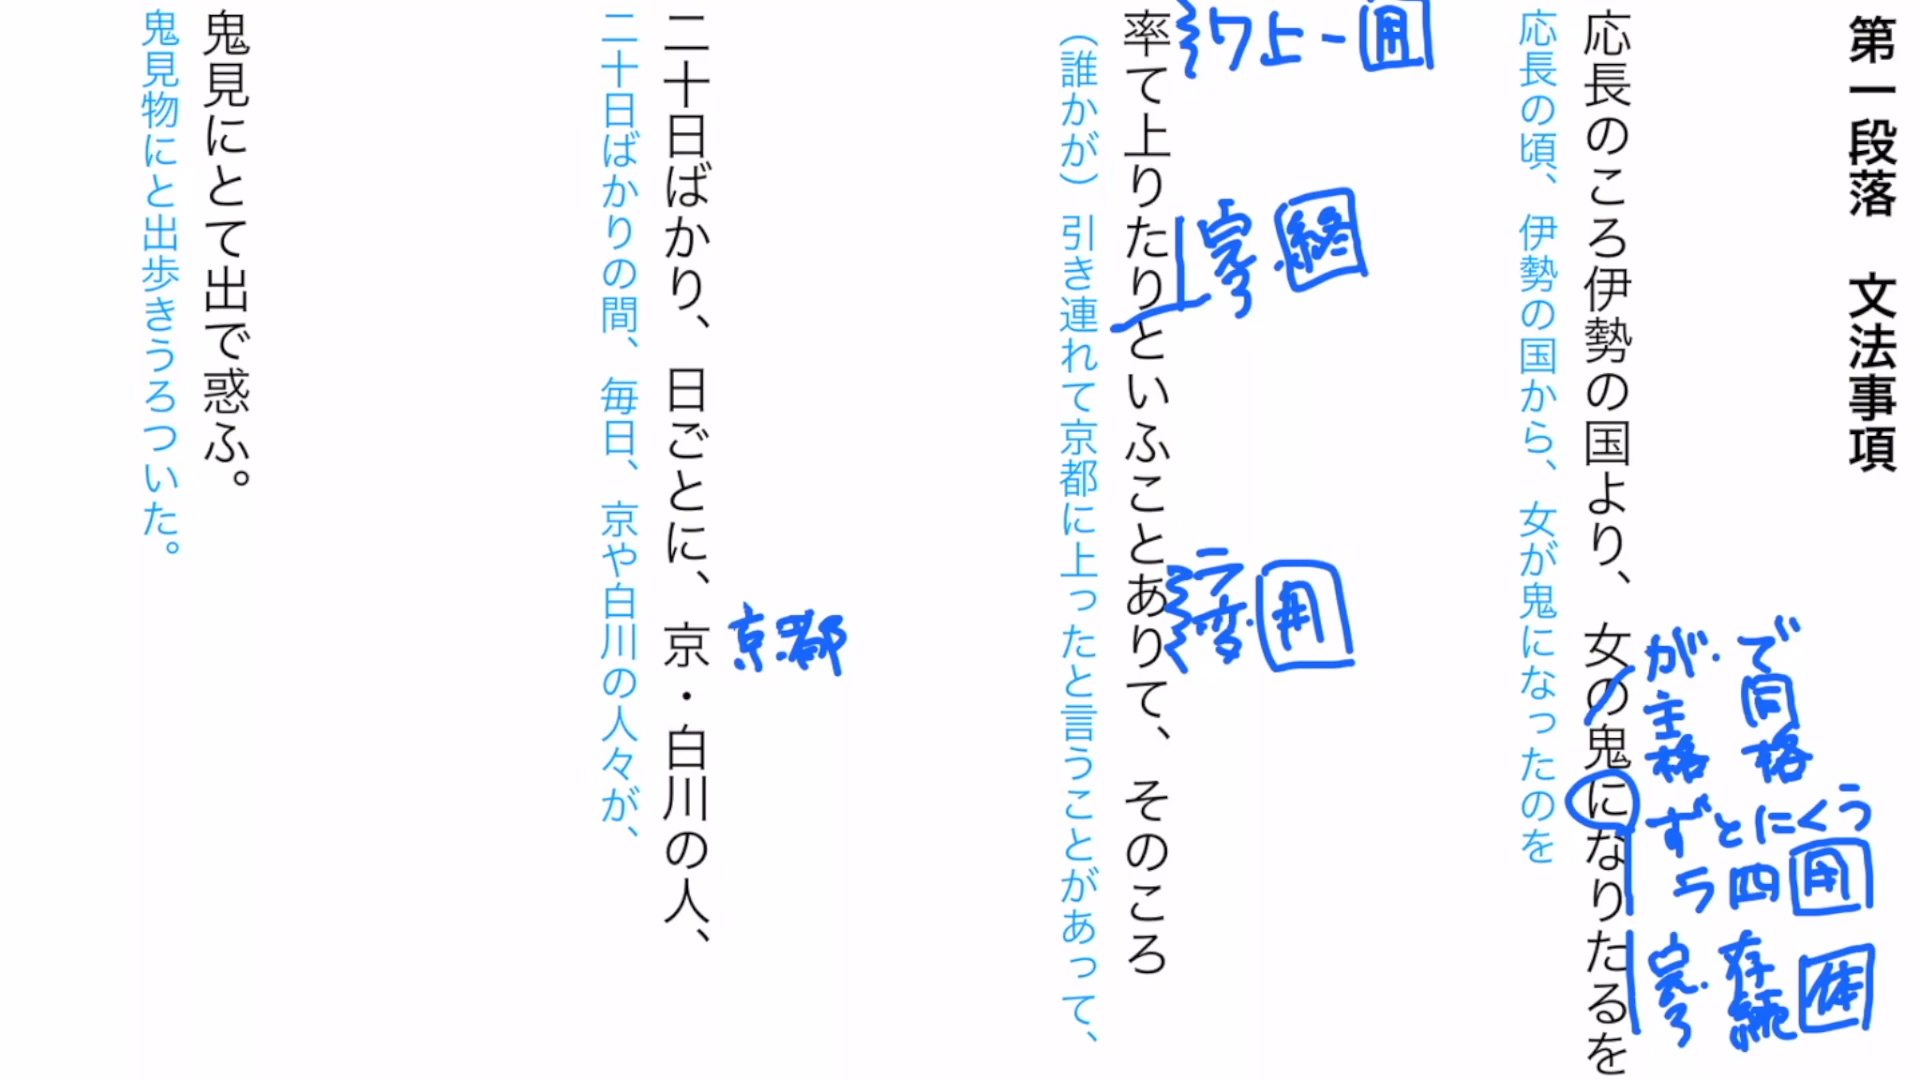 第一段落　文法事項
応長のころ伊勢の国より、女の鬼になりたるを
が・で
主格 同格
ずとにくう
ラ四 用
完了・存続 体
応長の頃、伊勢の国から、女が鬼になったのを
率て上りたりといふことありて、そのころ
ワ上一 用
完了 終
ラ変 用
（誰かが）引き連れて京都に上ったと言うことがあって、
二十日ばかり、日ごとに、京・白川の人、
京都
二十日ばかりの間、毎日、京や白川の人々が、
鬼見にとて出で惑ふ。
鬼見物にと出歩きうろついた。